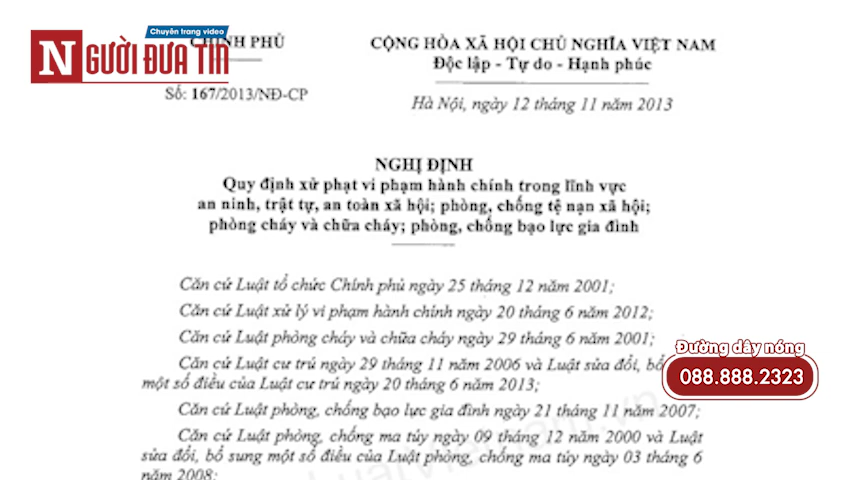 Chuyên trang video
NGƯỜI ĐƯA TIN
CHÍNH PHỦ
CỘNG HÒA XÃ HỘI CHỦ NGHĨA VIỆT NAM
Độc lập - Tự do - Hạnh phúc
Số: 167/2013/NĐ-CP
Hà Nội, ngày 12 tháng 11 năm 2013
NGHỊ ĐỊNH
Quy định xử phạt vi phạm hành chính trong lĩnh vực
an ninh, trật tự, an toàn xã hội; phòng, chống tệ nạn xã hội;
phòng cháy và chữa cháy; phòng, chống bạo lực gia đình
Căn cứ Luật tổ chức Chính phủ ngày 25 tháng 12 năm 2001;
Căn cứ Luật xử lý vi phạm hành chính ngày 20 tháng 6 năm 2012;
Căn cứ Luật phòng cháy và chữa cháy ngày 29 tháng 6 năm 2001;
Căn cứ Luật cư trú ngày 29 tháng 11 năm 2006 và Luật sửa đổi, bổ
một số điều của Luật cư trú ngày 20 tháng 6 năm 2013;
Căn cứ Luật phòng, chống bạo lực gia đình ngày 21 tháng 11 năm 2007;
Căn cứ Luật phòng, chống ma túy ngày 09 tháng 12 năm 2000 và Luật
sửa đổi, bổ sung một số điều của Luật phòng, chống ma túy ngày 03 tháng 6
năm 2008;
Đường dây nóng
088.888.2323